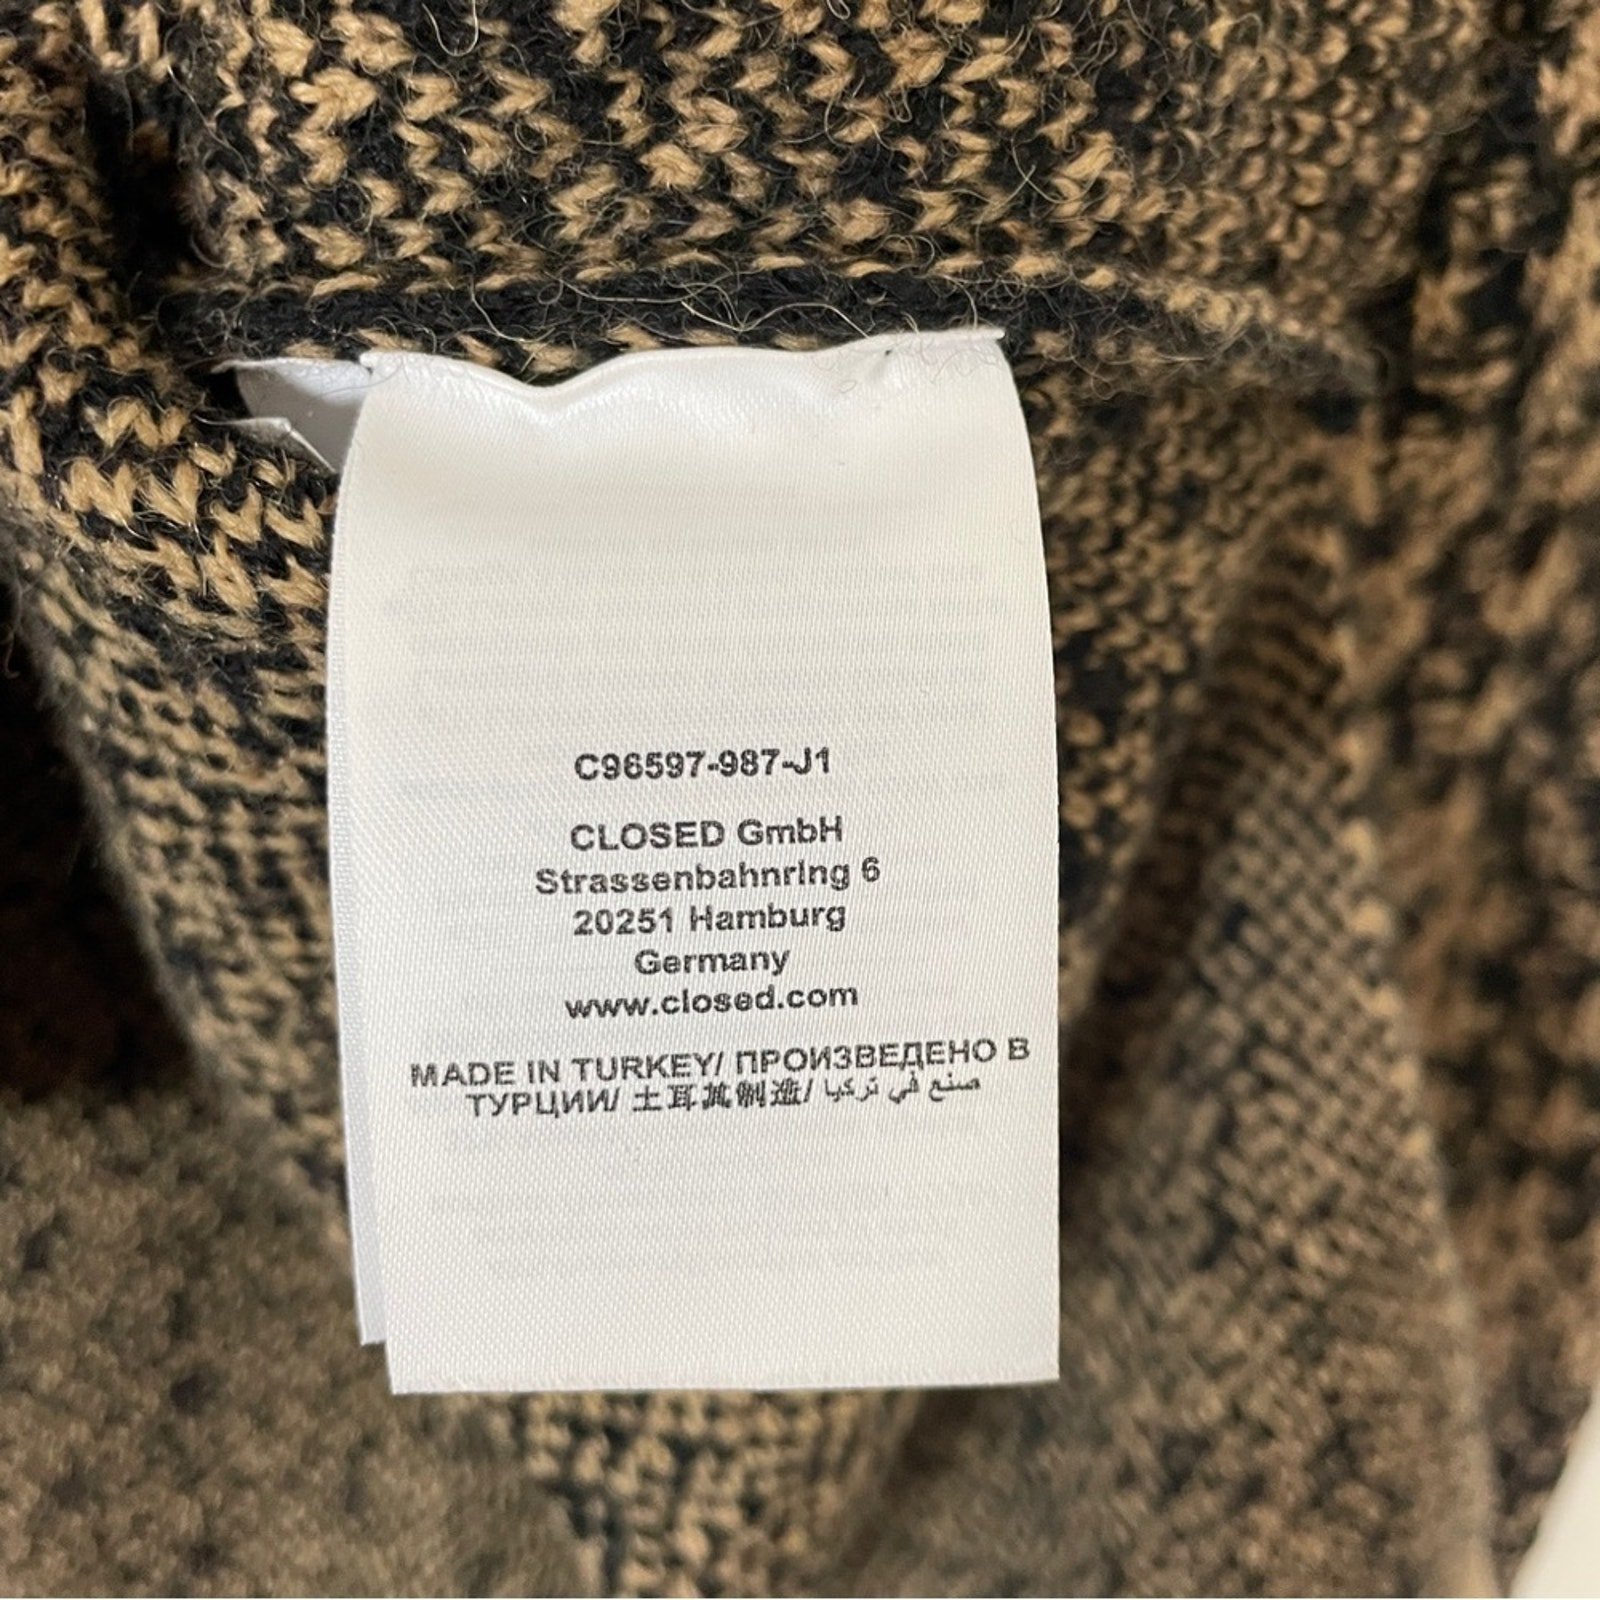 C96597-987-J1
CLOSED GmbH
Strassenbahnring 6
20251 Hamburg
Germany
www.closed.com
MADE IN TURKEY/ ПРОИЗВЕДЕНО В
ТУРЦИИ/ 土耳其制造/ صنع في تركيا